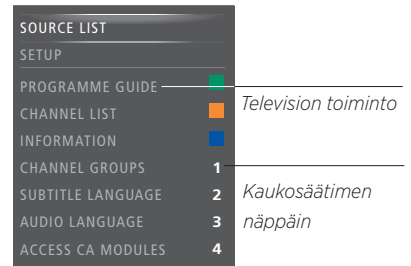 SOURCE LIST
SETUP
PROGRAMME GUIDE
CHANNEL LIST
INFORMATION
CHANNEL GROUPS 1
SUBTITLE LANGUAGE 2
AUDIO LANGUAGE 3
ACCESS CA MODULES 4
Television toiminto
Kaukosäätimen
näppäin